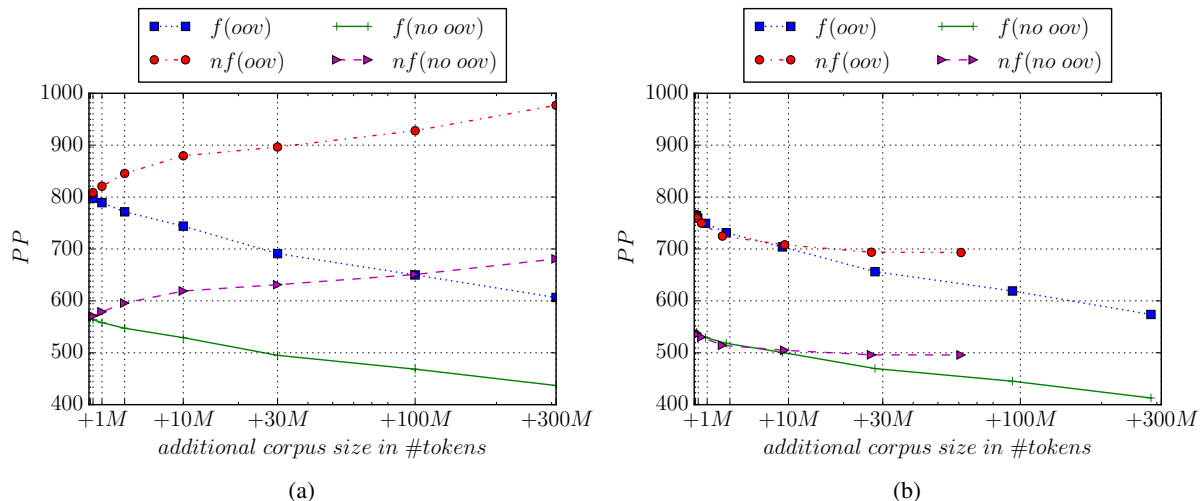 f(oov)
f(no oov)
nf(oov)
nf(no oov)
1000
900
800
700
600
500
400
PP
+1M
+10M
+30M
+100M
+300M
additional corpus size in #tokens
(a)
f(oov)
f(no oov)
nf(oov)
nf(no oov)
1000
900
800
700
600
500
400
PP
+1M
+10M
+30M
+100M
+300M
additional corpus size in #tokens
(b)